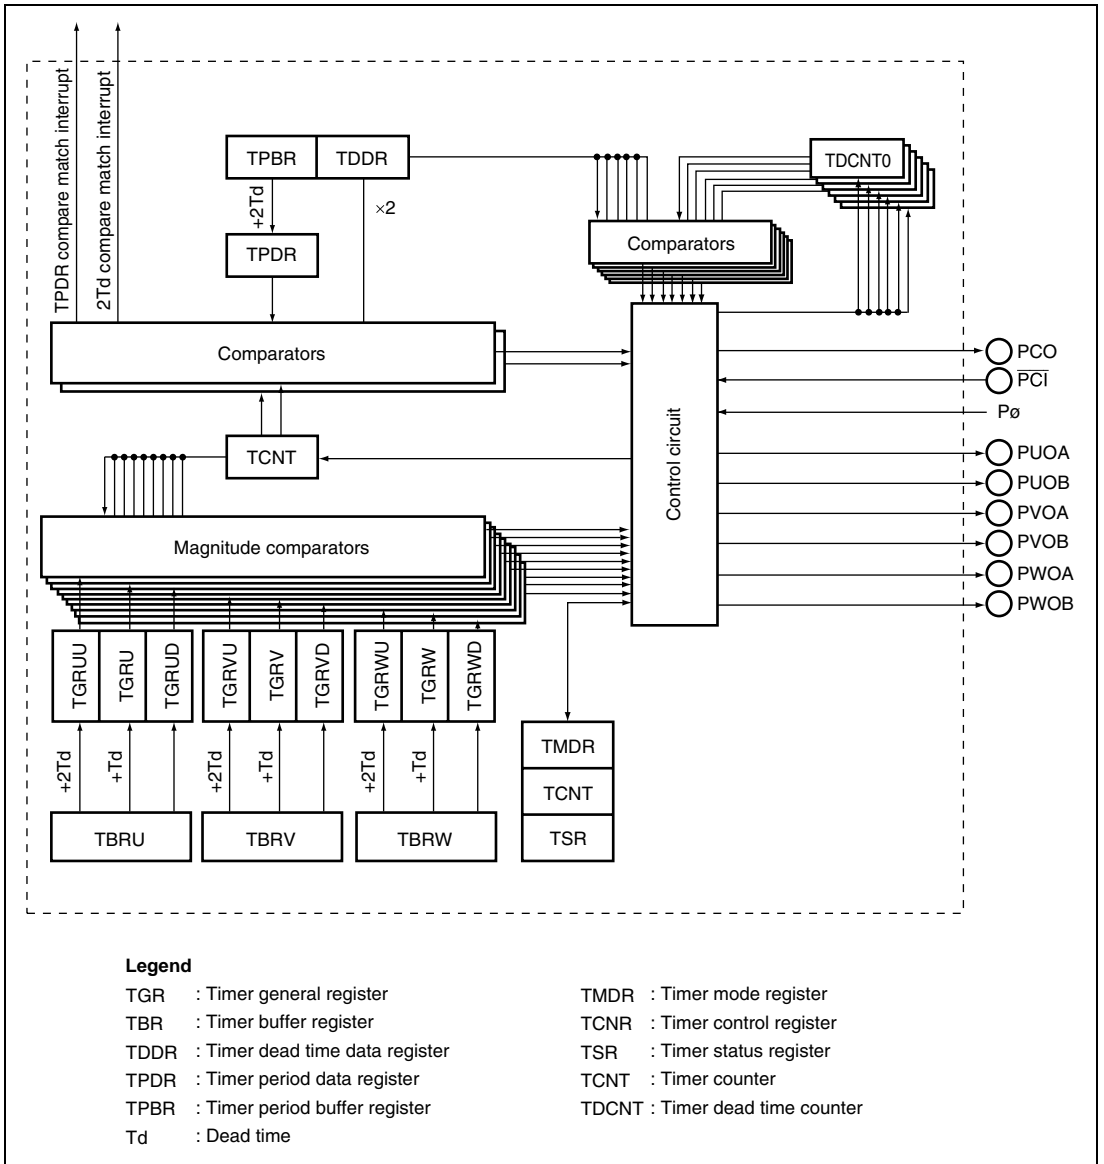 TPDR compare match interrupt
2Td compare match interrupt
TPBR TDDR
TDCNT0
+2Td
×2
TPDR
Comparators
Comparators
PCO
PCI
Pø
TCNT
Control circuit
PUOA
PUOB
PVOA
PVOB
PWOA
PWOB
Magnitude comparators
TGRUU TGRU TGRUD TGRVU TGRV TGRVD TGRWU TGRW TGRWD
+2Td +Td +2Td +Td +2Td +Td
TMDR
TCNT
TSR
TBRU TBRV TBRW
Legend
TGR : Timer general register
TBR : Timer buffer register
TDDR : Timer dead time data register
TPDR : Timer period data register
TPBR : Timer period buffer register
Td : Dead time
TMDR : Timer mode register
TCNR : Timer control register
TSR : Timer status register
TCNT : Timer counter
TDCNT : Timer dead time counter